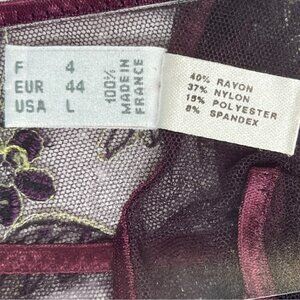 F 4
EUR 44
USA L
100%
MADE IN
FRANCE
40% RAYON
37% NYLON
15% POLYESTER
8% SPANDEX